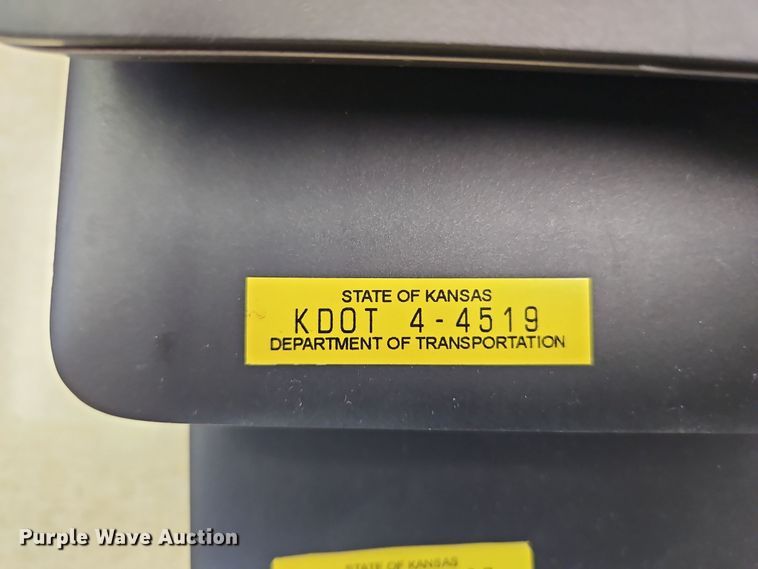 STATE OF KANSAS
KDOT 4-4519
DEPARTMENT OF TRANSPORTATION
Purple Wave Auction
STATE OF KANSAS